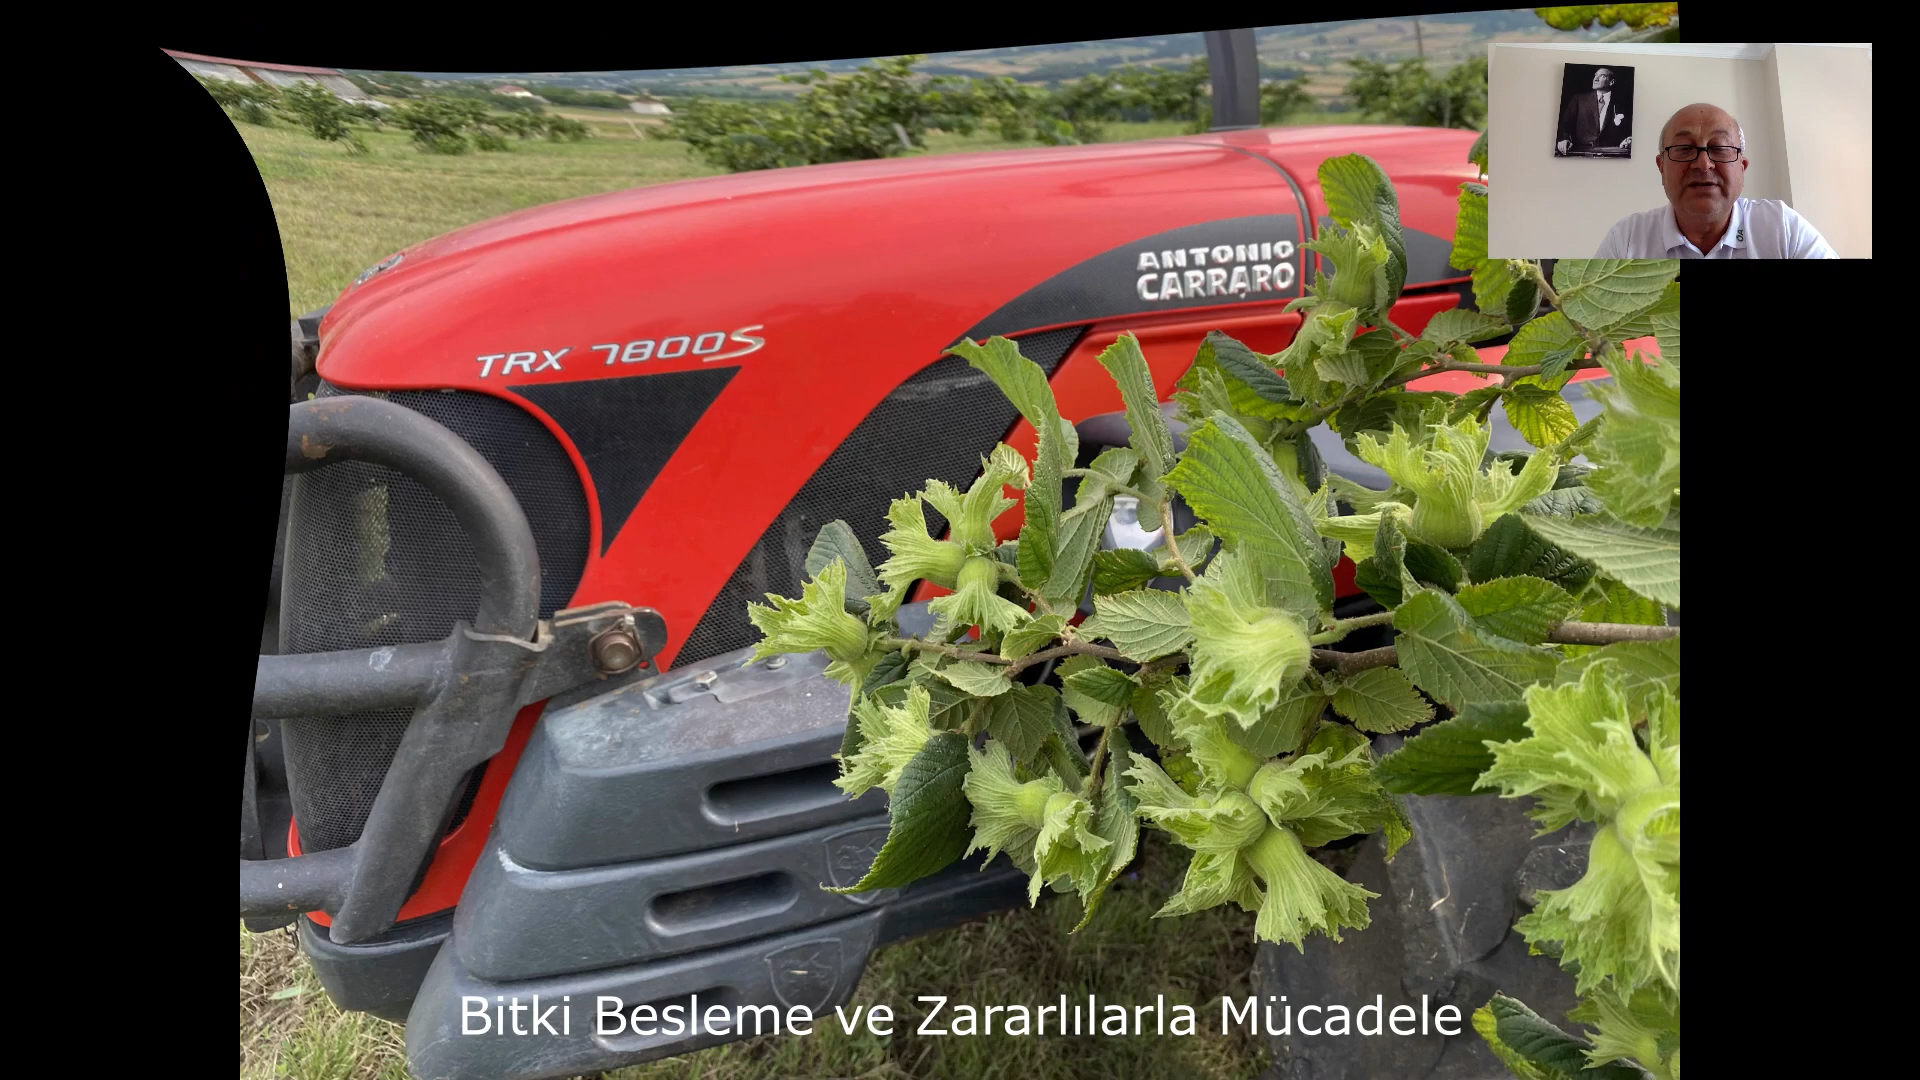 ANTONIO
CARRARO
TRX 7800S
Bitki Besleme ve Zararlılarla Mücadele